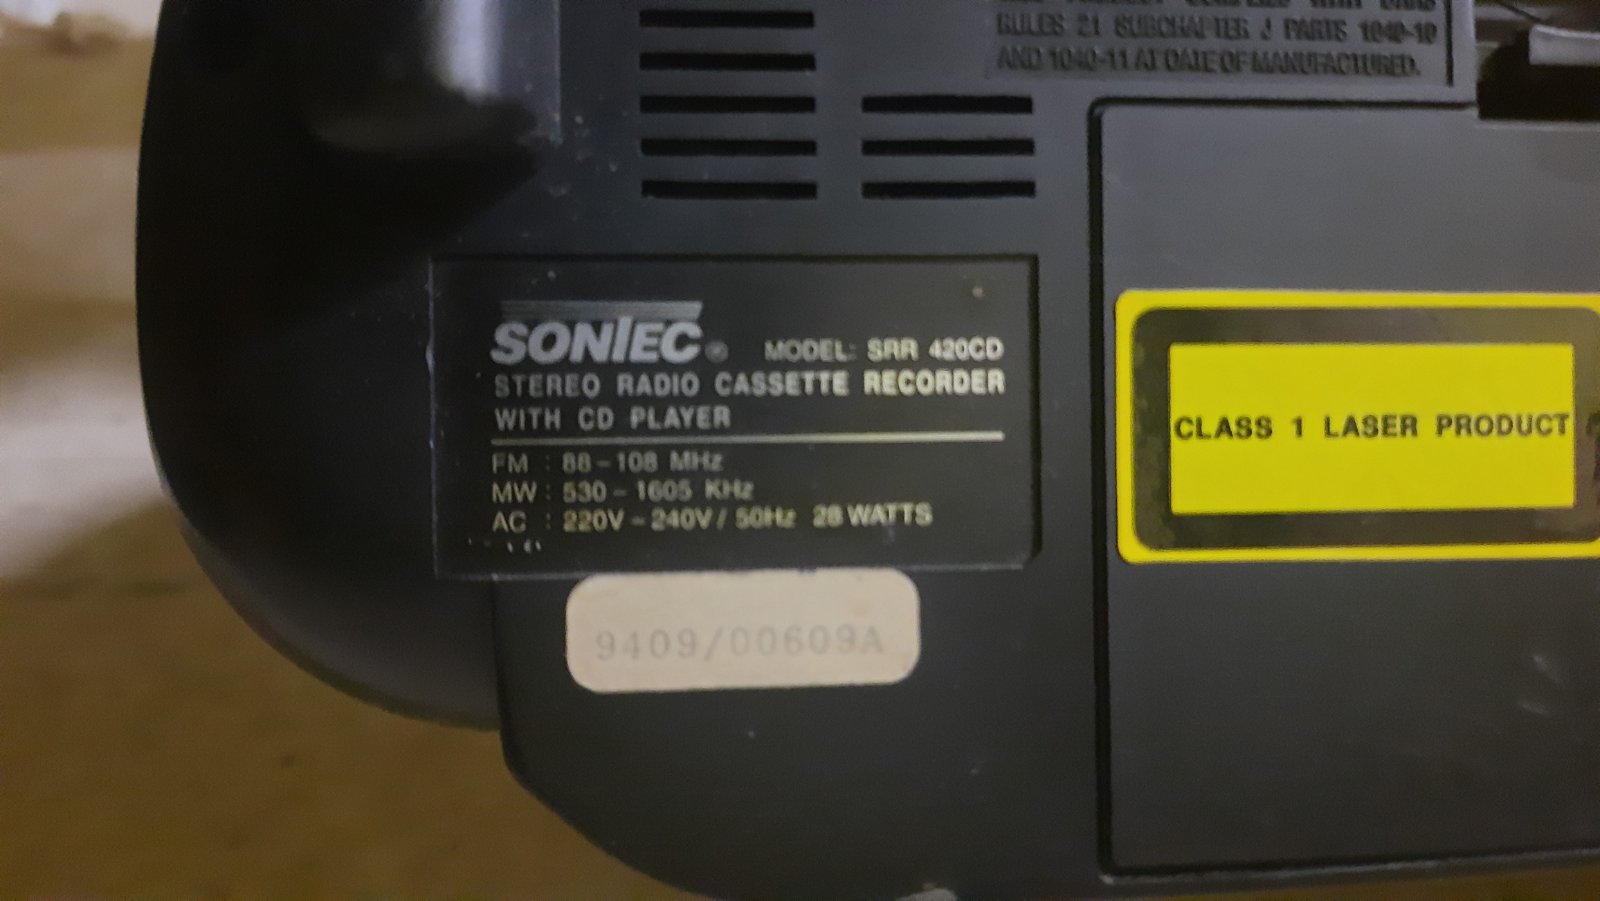 RULES 21 SUBCHAPTER J PARTS 1040-10
AND 1040-11 AT DATE OF MANUFACTURED.
SONTEC ® MODEL: SRR 420CD
STEREO RADIO CASSETTE RECORDER
WITH CD PLAYER
FM : 88-108 MHz
MW : 530-1605 KHz
AC : 220V-240V/50Hz 28 WATTS
9409/00609A
CLASS 1 LASER PRODUCT